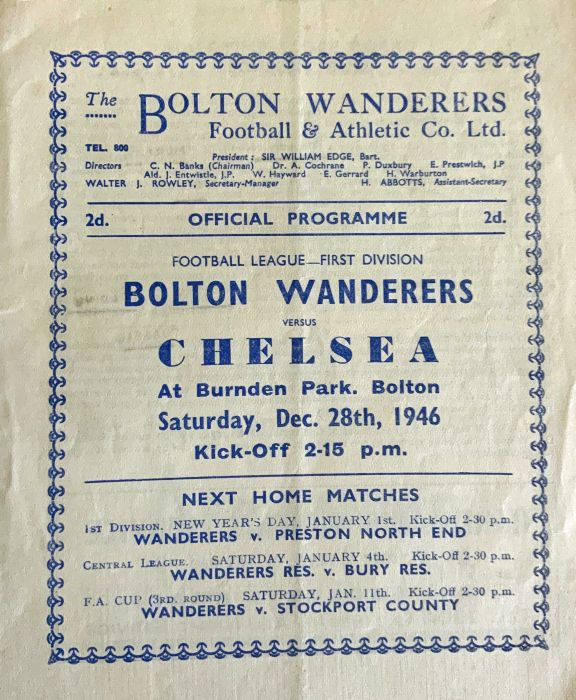 The BOLTON WANDERERS
Football & Athletic Co. Ltd.
TEL. 800
President: SIR WILLIAM EDGE, Bart.
Directors C. N. Banks (Chairman) Dr. A. Cochrane P. Duxbury E. Prestwich, J.P
Ald. J. Entwistle, J.P. W. Hayward E. Gerrard H. Warburton
WALTER J. ROWLEY, Secretary-Manager H. ABBOTTS, Assistant-Secretary
2d. OFFICIAL PROGRAMME 2d.
FOOTBALL LEAGUE—FIRST DIVISION
BOLTON WANDERERS
VERSUS
CHELSEA
At Burnden Park. Bolton
Saturday, Dec. 28th, 1946
Kick-Off 2-15 p.m.
NEXT HOME MATCHES
1ST DIVISION. NEW YEAR'S DAY, JANUARY 1st. Kick-Off 2-30 p.m.
WANDERERS v. PRESTON NORTH END
CENTRAL LEAGUE. SATURDAY, JANUARY 4th. Kick-Off 2-30 p.m.
WANDERERS RES. v. BURY RES.
F.A. CUP (3RD. ROUND) SATURDAY, JAN. 11th. Kick-Off 2-30 p.m.
WANDERERS v. STOCKPORT COUNTY